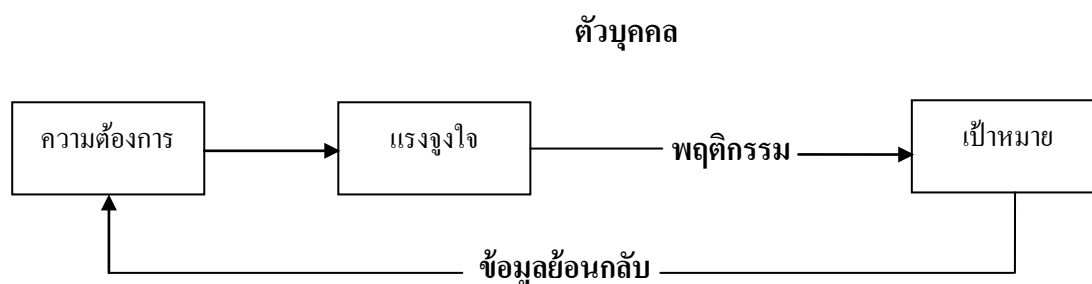 ตัวบุคคล
ความต้องการ
แรงจูงใจ
พฤติกรรม
เป้าหมาย
ข้อมูลย้อนกลับ